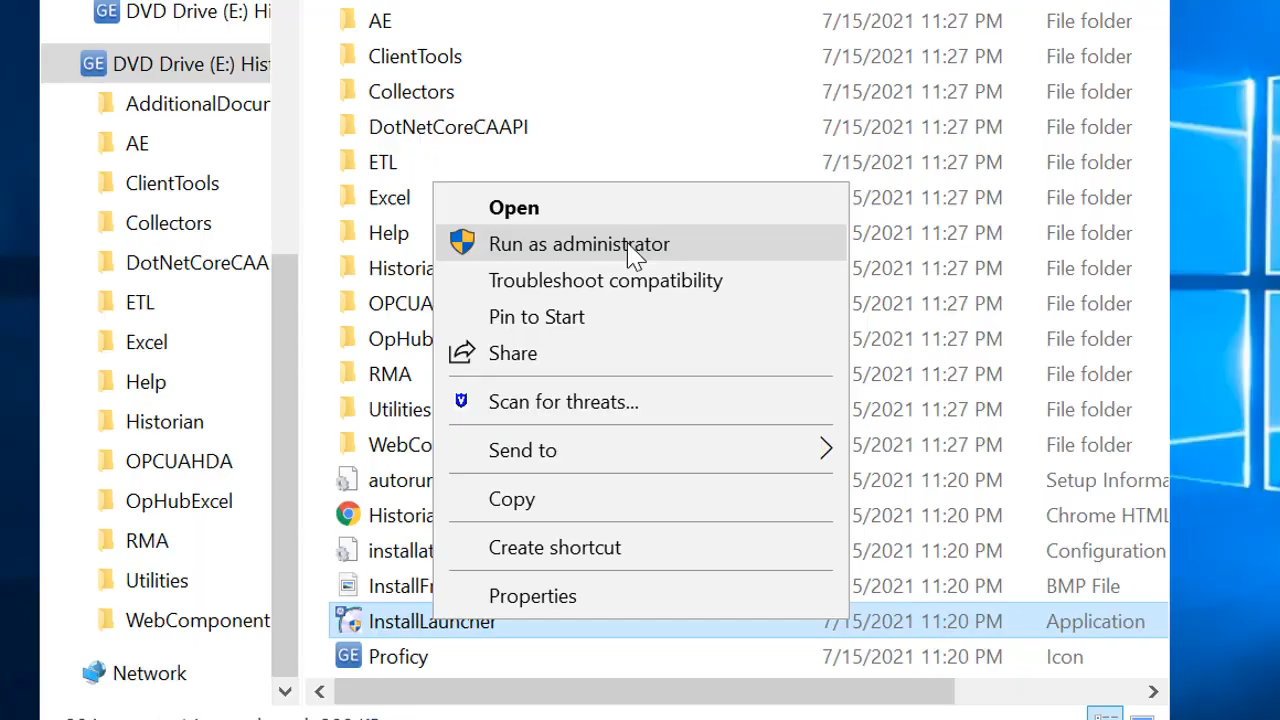 GE DVD Drive (E:) Hi
GE DVD Drive (E:) His
AdditionalDocur
AE
ClientTools
Collectors
DotNetCoreCAA
ETL
Excel
Help
Historian
OPCUAHDA
OpHubExcel
RMA
Utilities
WebComponent
Network
AE 7/15/2021 11:27 PM File folder
ClientTools 7/15/2021 11:27 PM File folder
Collectors 7/15/2021 11:27 PM File folder
DotNetCoreCAAPI 7/15/2021 11:27 PM File folder
ETL 7/15/2021 11:27 PM File folder
Excel 5/2021 11:27 PM File folder
Help 5/2021 11:27 PM File folder
Historia 5/2021 11:27 PM File folder
OPCUA 5/2021 11:27 PM File folder
OpHub 5/2021 11:27 PM File folder
RMA 5/2021 11:27 PM File folder
Utilities 5/2021 11:27 PM File folder
WebCo 5/2021 11:27 PM File folder
autorur 5/2021 11:20 PM Setup Informa
Historia 5/2021 11:20 PM Chrome HTML
installat 5/2021 11:20 PM Configuration
InstallFr 5/2021 11:20 PM BMP File
InstallLauncher 7/15/2021 11:20 PM Application
GE Proficy 7/15/2021 11:20 PM Icon
Open
Run as administrator
Troubleshoot compatibility
Pin to Start
Share
Scan for threats...
Send to
Copy
Create shortcut
Properties